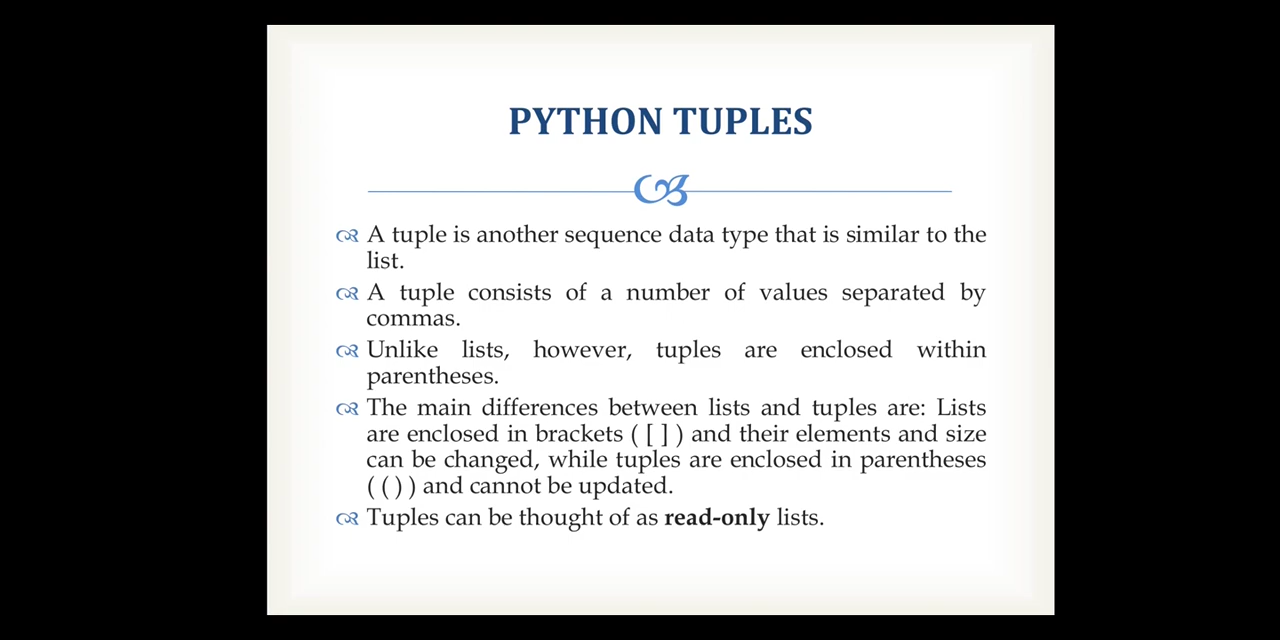 PYTHON TUPLES
A tuple is another sequence data type that is similar to the
list.
A tuple consists of a number of values separated by
commas.
Unlike lists, however, tuples are enclosed within
parentheses.
The main differences between lists and tuples are: Lists
are enclosed in brackets ( [ ] ) and their elements and size
can be changed, while tuples are enclosed in parentheses
( ( ) ) and cannot be updated.
Tuples can be thought of as read-only lists.